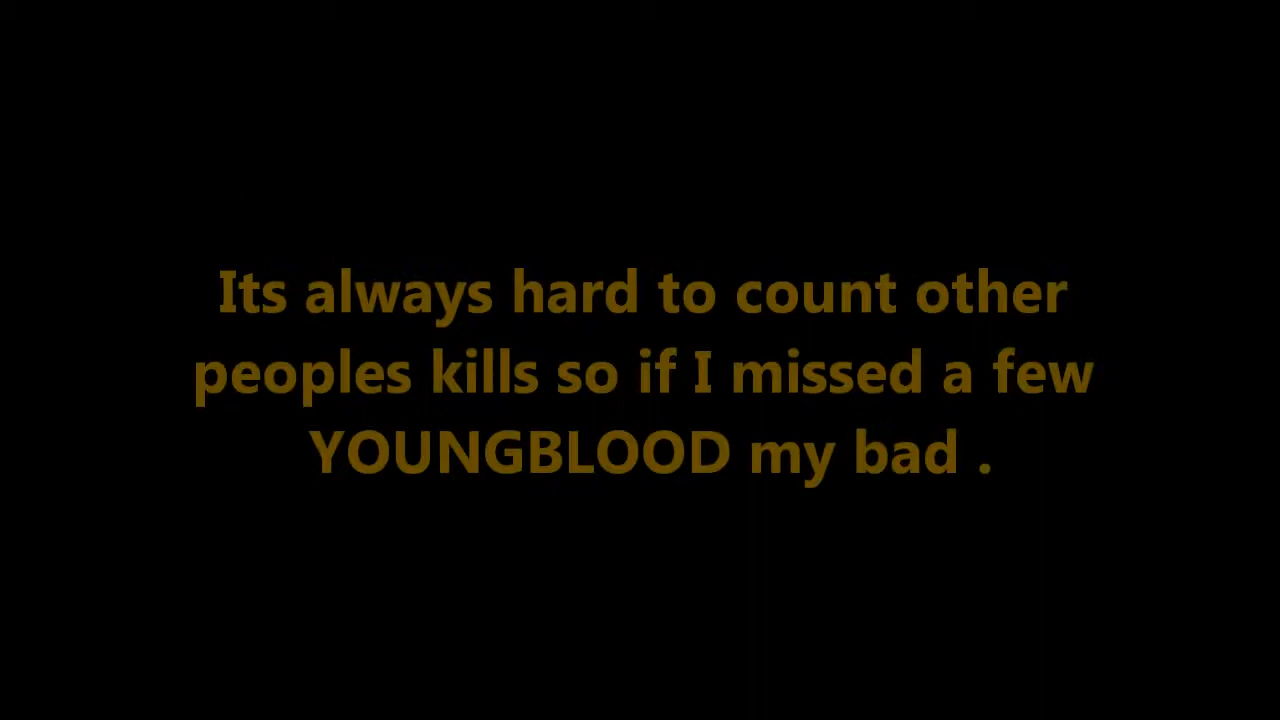 Its always hard to count other
peoples kills so if I missed a few
YOUNGBLOOD my bad .